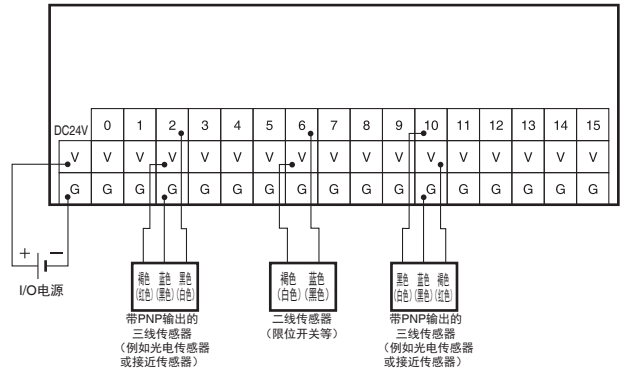 DC24V 0 1 2 3 4 5 6 7 8 9 10 11 12 13 14 15
V V V V V V V V V V V V V V V V V
G G G G G G G G G G G G G G G G G
+ −
I/O电源
褐色 蓝色 黑色
(红色) (黑色) (白色)
带PNP输出的
三线传感器
（例如光电传感器
或接近传感器）
褐色 蓝色
(白色) (黑色)
二线传感器
（限位开关等）
黑色 蓝色 褐色
(白色) (黑色) (红色)
带PNP输出的
三线传感器
（例如光电传感器
或接近传感器）